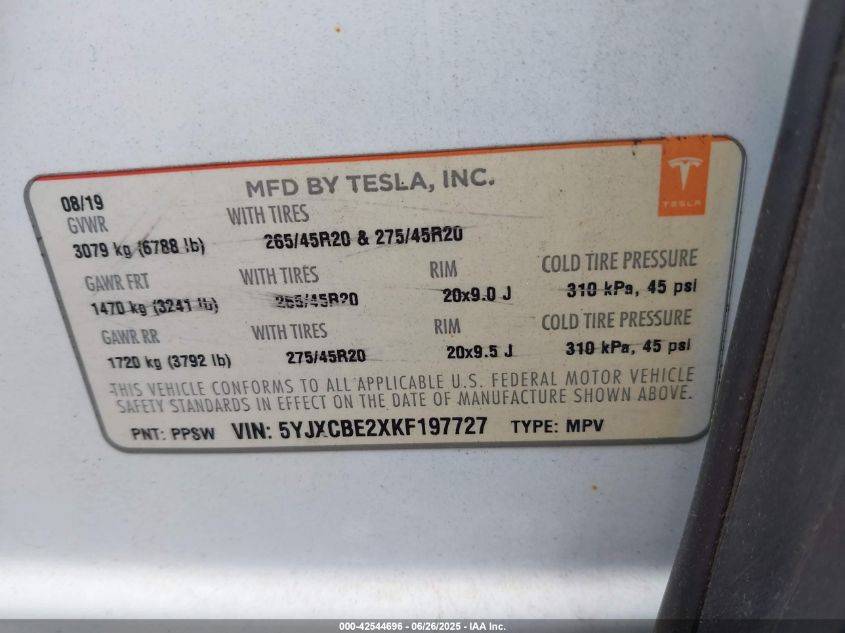 MFD BY TESLA, INC.
TESLA
08/19
GVWR WITH TIRES
3079 kg (6788 lb) 265/45R20 & 275/45R20
GAWR FRT WITH TIRES RIM COLD TIRE PRESSURE
1470 kg (3241 lb) 265/45R20 20x9.0 J 310 kPa, 45 psi
GAWR RR WITH TIRES RIM COLD TIRE PRESSURE
1720 kg (3792 lb) 275/45R20 20x9.5 J 310 kPa, 45 psi
THIS VEHICLE CONFORMS TO ALL APPLICABLE U.S. FEDERAL MOTOR VEHICLE
SAFETY STANDARDS IN EFFECT ON THE DATE OF MANUFACTURE SHOWN ABOVE.
PNT: PPSW VIN: 5YJXCBE2XKF197727 TYPE: MPV
000-42544696 - 06/26/2025 - IAA Inc.